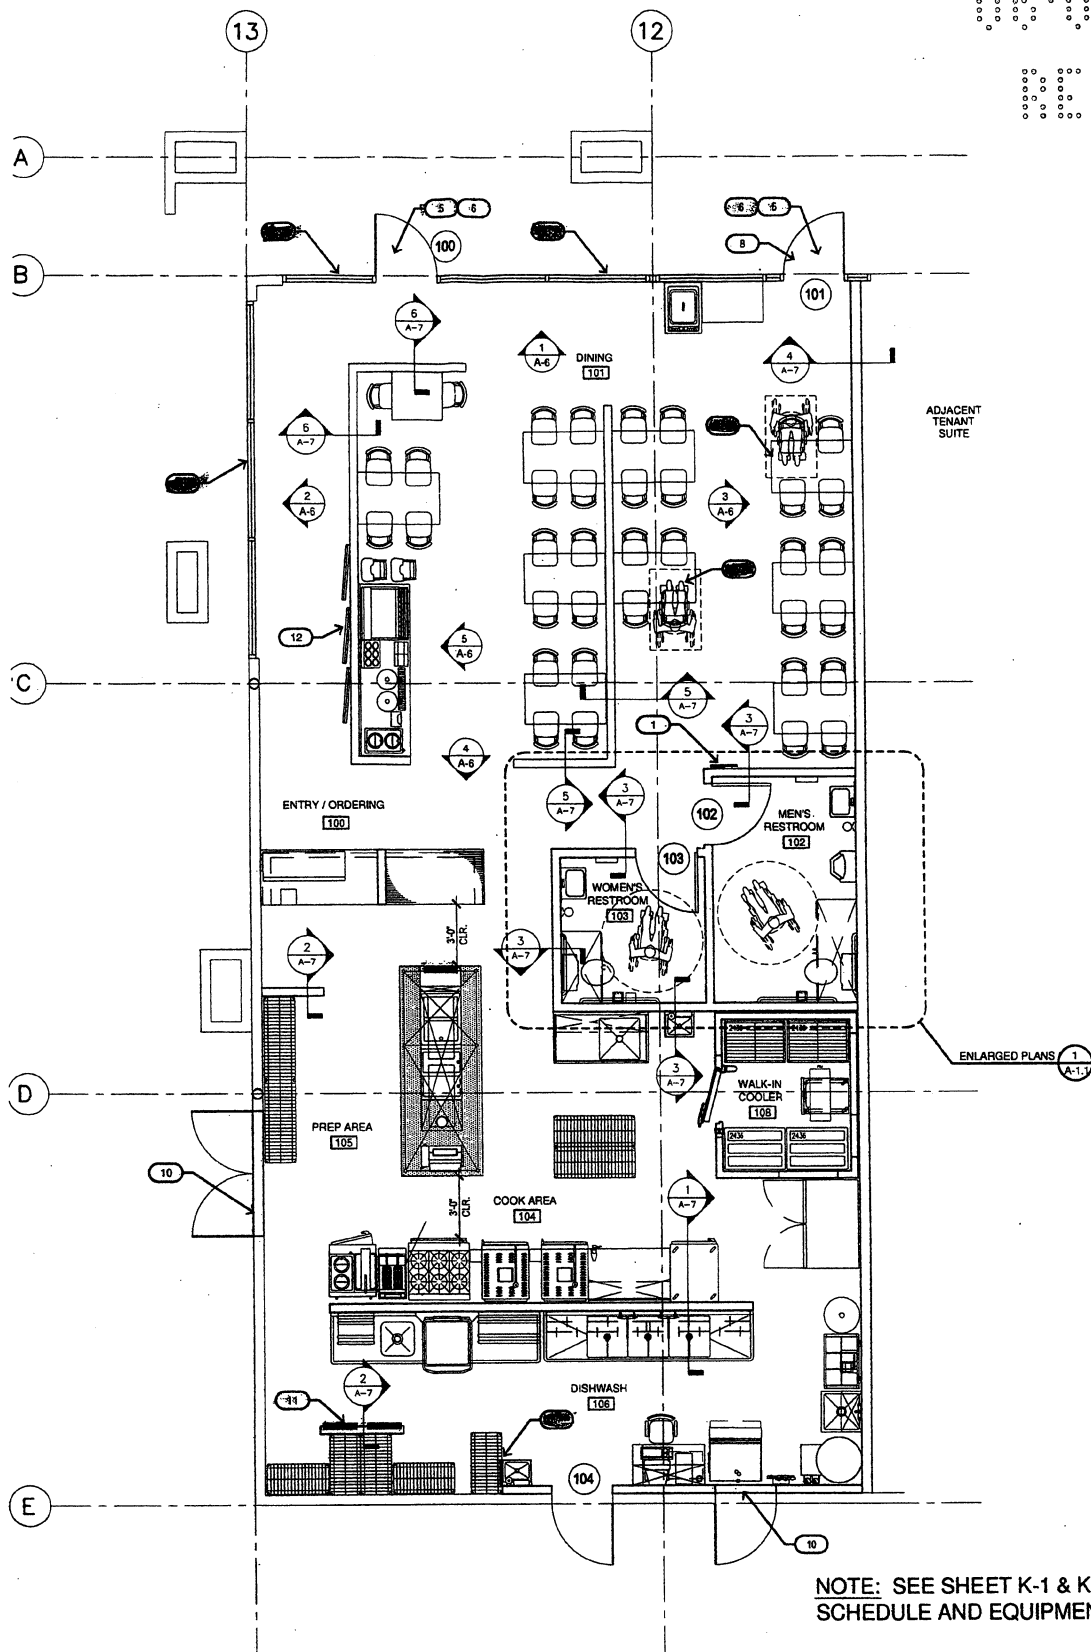 13
12
A
5 6
6 5
100
8
B
101
6
A-7
1
A-6
DINING
101
4
A-7
ADJACENT
TENANT
SUITE
5
A-7
2
A-6
3
A-6
12
5
A-6
C
5
A-7
1
3
A-7
4
A-6
ENTRY / ORDERING
100
5
A-7
3
A-7
102
MEN'S
RESTROOM
102
103
WOMEN'S
RESTROOM
103
3'-0"
CLR.
2
A-7
3
A-7
ENLARGED PLANS
1
3
A-7
WALK-IN
COOLER
108
2436
2436
D
PREP AREA
105
10
COOK AREA
104
3'-0"
CLR.
1
A-7
2
A-7
DISHWASH
106
11
104
E
10
NOTE: SEE SHEET K-1 & K
SCHEDULE AND